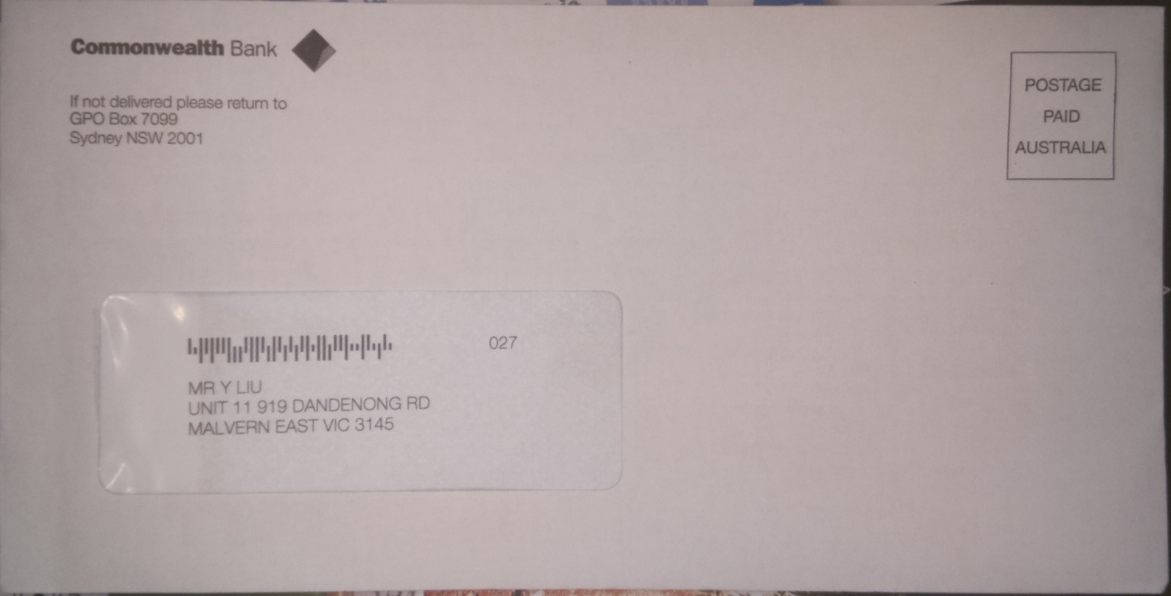 Commonwealth Bank
If not delivered please return to
GPO Box 7099
Sydney NSW 2001
POSTAGE
PAID
AUSTRALIA
027
MR Y LIU
UNIT 11 919 DANDENONG RD
MALVERN EAST VIC 3145